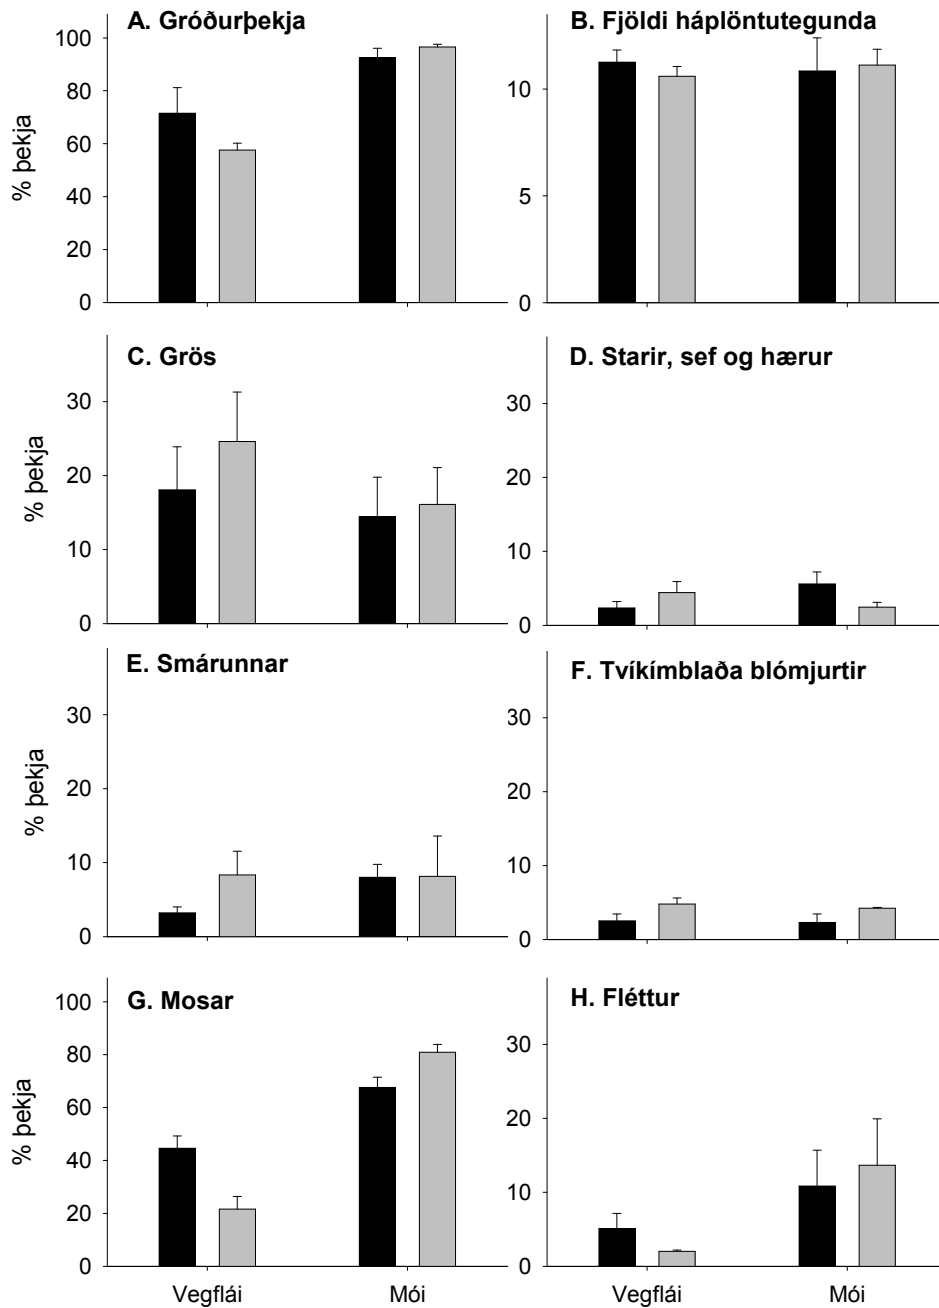 A. Gróðurþekja
B. Fjöldi háplöntutegunda
% þekja
100
80
60
40
20
0
10
5
0
C. Grös
D. Starir, sef og hærur
% þekja
30
20
10
0
30
20
10
0
E. Smárunnar
F. Tvíkímblaða blómjurtir
% þekja
30
20
10
0
30
20
10
0
G. Mosar
H. Fléttur
% þekja
100
80
60
40
20
0
30
20
10
0
Vegflái Mói Vegflái Mói